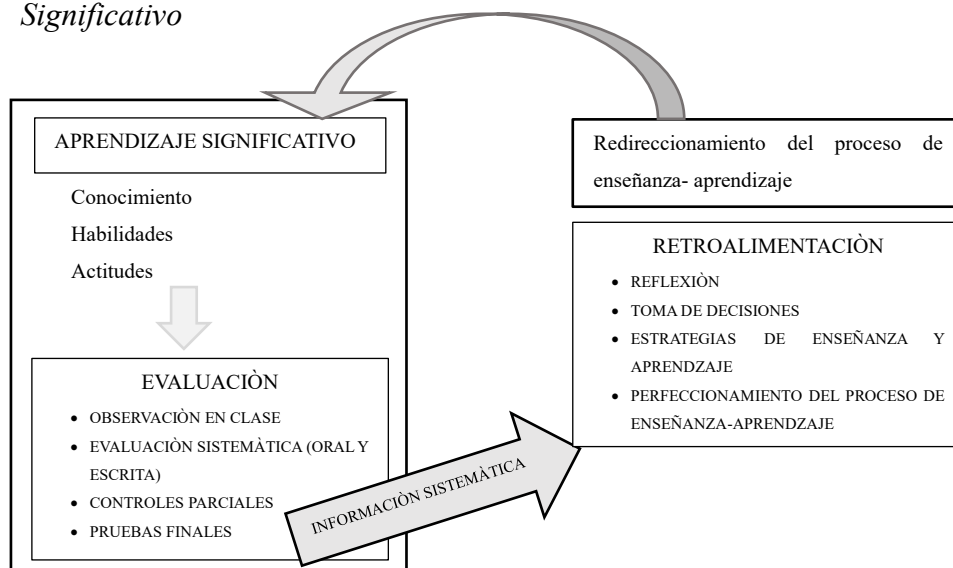 Significativo
APRENDIZAJE SIGNIFICATIVO
Conocimiento
Habilidades
Actitudes
EVALUACIÒN
• OBSERVACIÒN EN CLASE
• EVALUACIÒN SISTEMÀTICA (ORAL Y
ESCRITA)
• CONTROLES PARCIALES
• PRUEBAS FINALES
INFORMACIÒN SISTEMÀTICA
Redireccionamiento del proceso de
enseñanza- aprendizaje
RETROALIMENTACIÒN
• REFLEXIÒN
• TOMA DE DECISIONES
• ESTRATEGIAS DE ENSEÑANZA Y
APRENDZAJE
• PERFECCIONAMIENTO DEL PROCESO DE
ENSEÑANZA-APRENDZAJE